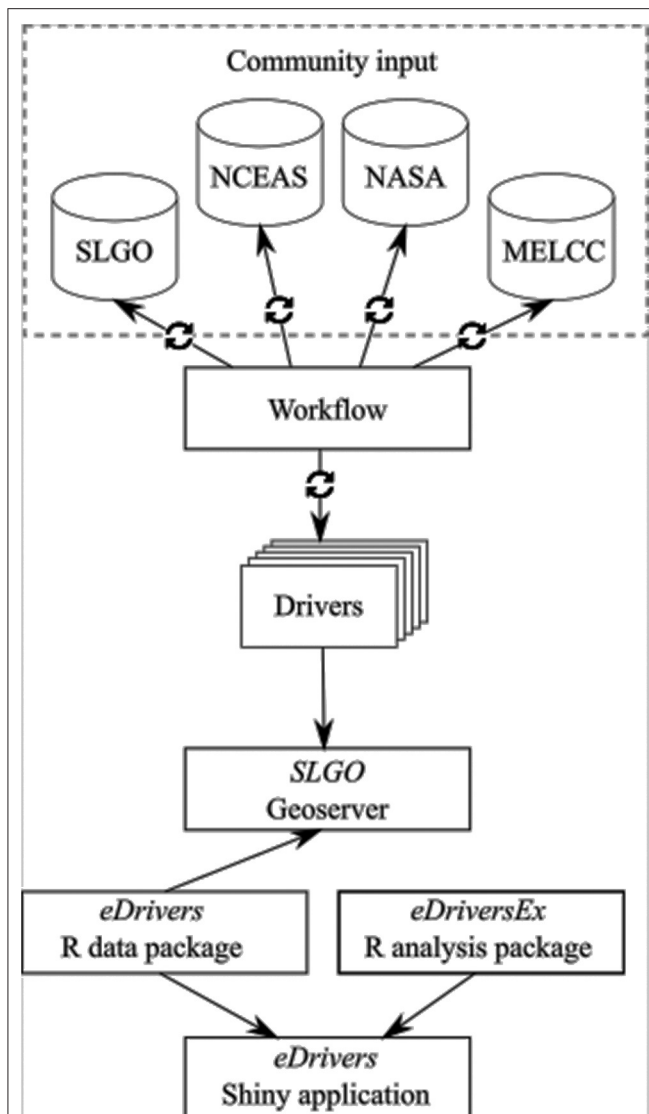 Community input
NCEAS
NASA
SLGO
MELCC
Workflow
Drivers
SLGO
Geoserver
eDrivers
R data package
eDriversEx
R analysis package
eDrivers
Shiny application